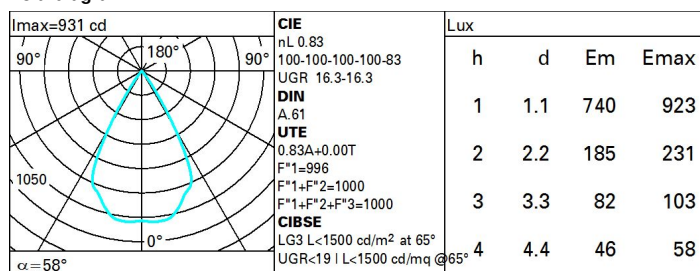 Imax=931 cd
90°
180°
90°
1050
0°
α=58°
CIE
nL 0.83
100-100-100-100-83
UGR 16.3-16.3
DIN
A.61
UTE
0.83A+0.00T
F"1=996
F"1+F"2=1000
F"1+F"2+F"3=1000
CIBSE
LG3 L<1500 cd/m² at 65°
UGR<19 | L<1500 cd/mq @65°
Lux
h d Em Emax
1 1.1 740 923
2 2.2 185 231
3 3.3 82 103
4 4.4 46 58